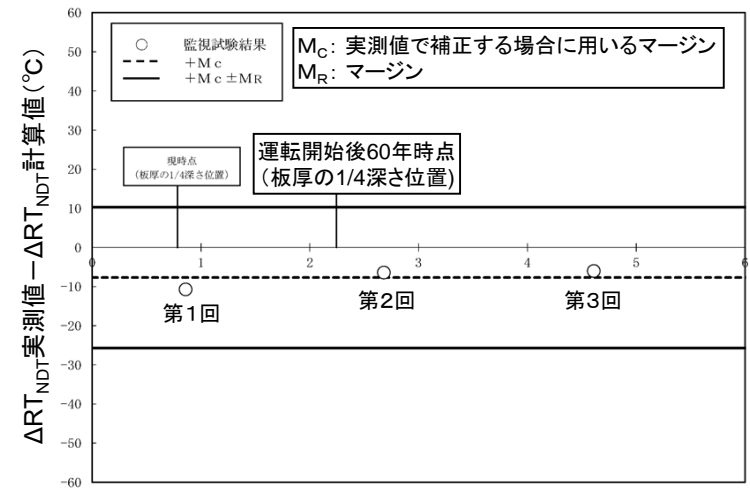 60
50
40
30
20
10
0
-10
-20
-30
-40
-50
-60
ΔRTNDT実測値－ΔRTNDT計算値(℃)
監視試験結果
+Mc
+Mc±MR
MC: 実測値で補正する場合に用いるマージン
MR: マージン
現時点
(板厚の1/4深さ位置)
運転開始後60年時点
(板厚の1/4深さ位置)
0 1 2 3 4 5 6
第1回
第2回
第3回